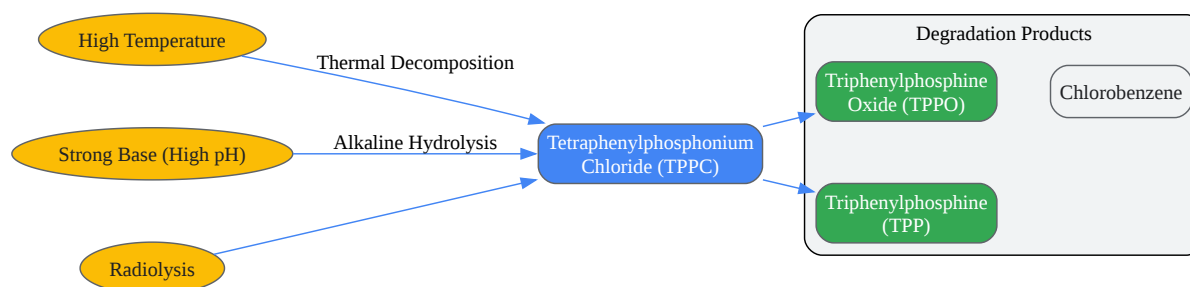 High Temperature
Thermal Decomposition
Strong Base (High pH)
Alkaline Hydrolysis
Radiolysis
Tetraphenylphosphonium
Chloride (TPPC)
Degradation Products
Triphenylphosphine
Oxide (TPPO)
Chlorobenzene
Triphenylphosphine
(TPP)